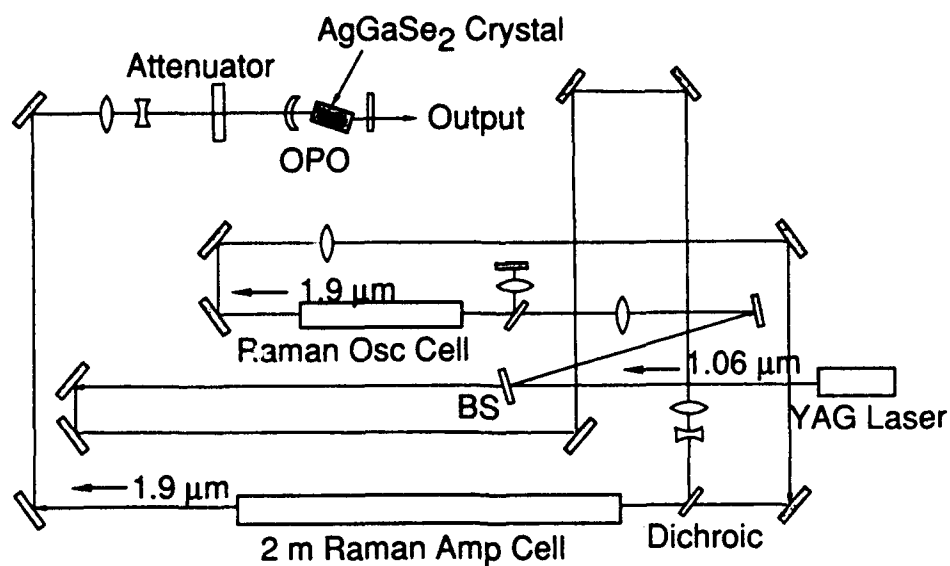 AgGaSe2 Crystal
Attenuator
Output
OPO
1.9 µm
Raman Osc Cell
1.06 µm
BS
YAG Laser
1.9 µm
Dichroic
2 m Raman Amp Cell